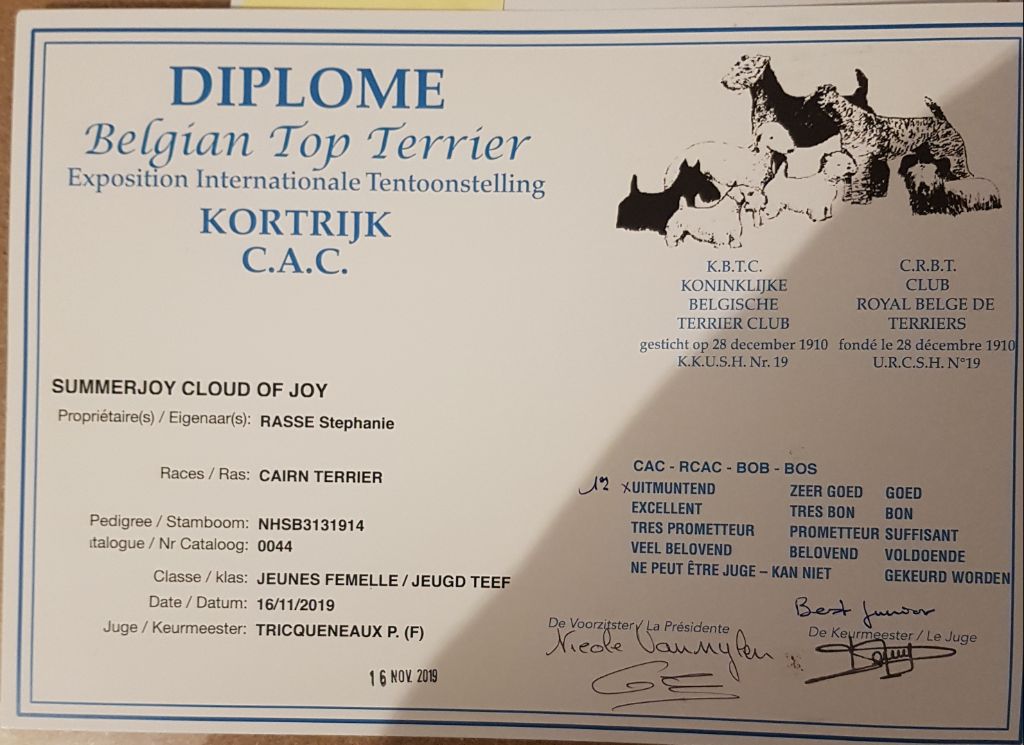 DIPLOME
Belgian Top Terrier
Exposition Internationale Tentoonstelling
KORTRIJK
C.A.C.
K.B.T.C.
KONINKLIJKE
BELGISCHE
TERRIER CLUB
gesticht op 28 december 1910
K.K.U.S.H. Nr. 19
C.R.B.T.
CLUB
ROYAL BELGE DE
TERRIERS
fondé le 28 décembre 1910
U.R.C.S.H. N°19
SUMMERJOY CLOUD OF JOY
Propriétaire(s) / Eigenaar(s): RASSE Stephanie
Races / Ras: CAIRN TERRIER
Pedigree / Stamboom: NHSB3131914
talogue / Nr Cataloog: 0044
Classe / klas: JEUNES FEMELLE / JEUGD TEEF
Date / Datum: 16/11/2019
Juge / Keurmeester: TRICQUENEAUX P. (F)
16 NOV. 2019
CAC - RCAC - BOB - BOS
x UITMUNTEND ZEER GOED GOED
EXCELLENT TRES BON BON
TRES PROMETTEUR PROMETTEUR SUFFISANT
VEEL BELOVEND BELOVEND VOLDOENDE
NE PEUT ÊTRE JUGE – KAN NIET GEKEURD WORDEN
Best Junior
De Voorzitster / La Présidente
Nicole Vanmylen
De Keurmeester / Le Juge